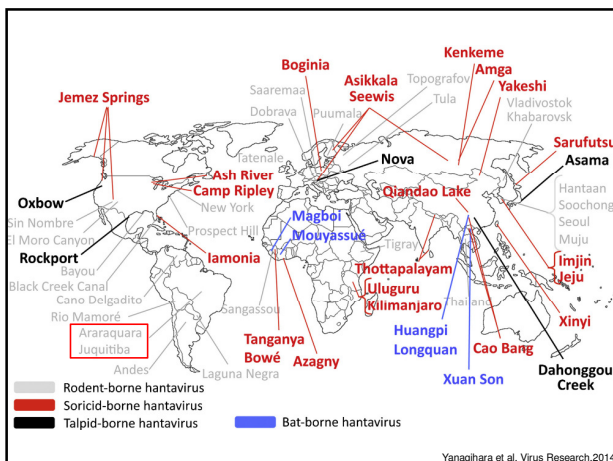 Boginia
Kenkeme
Amga
Yakeshi
Asikkala
Seewis
Topografov
Tula
Saaremaa
Puumala
Dobrava
Vladivostok
Khabarovsk
Jemez Springs
Tatenale
Nova
Sarufutsu
Asama
Ash River
Camp Ripley
Qiandao Lake
Oxbow
New York
Hantaan
Soochong
Seoul
Muju
Magboi
Mouyassué
Sin Nombre
El Moro Canyon
Prospect Hill
Tigray
Rockport
Iamonia
Thottapalayam
Imjin
Jeju
Bayou
Black Creek Canal
Cano Delgadito
Uluguru
Kilimanjaro
Thailand
Sangassou
Rio Mamoré
Xinyi
Araraquara
Juquitiba
Tanganya
Bowé
Azagny
Huangpi
Longquan
Cao Bang
Andes
Laguna Negra
Xuan Son
Dahonggou
Creek
Rodent-borne hantavirus
Soricid-borne hantavirus
Talpid-borne hantavirus
Bat-borne hantavirus
Yanagihara et al. Virus Research,2014